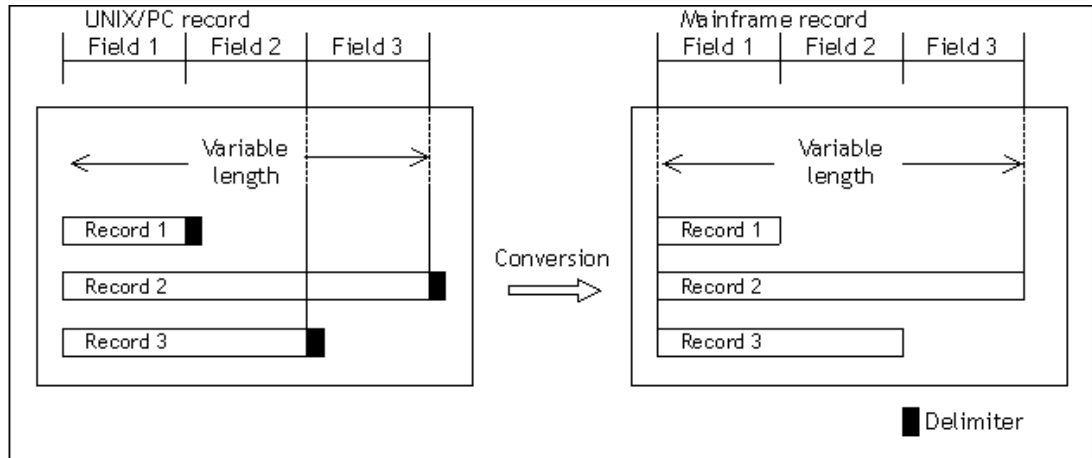 UNIX/PC record
Field 1 Field 2 Field 3
Variable
length
Record 1
Record 2
Record 3
Conversion
Mainframe record
Field 1 Field 2 Field 3
Variable
length
Record 1
Record 2
Record 3
Delimiter